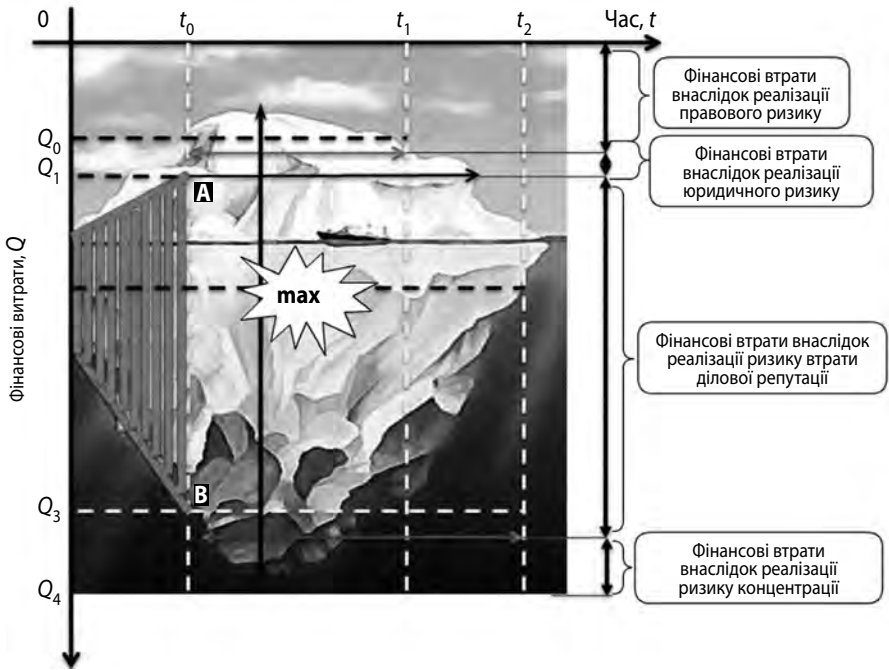 0
t0
t1
t2
Час, t
Фінансові витрати, Q
Q0
Q1
Q3
Q4
A
max
B
Фінансові втрати
внаслідок реалізації
правового ризику
Фінансові втрати
внаслідок реалізації
юридичного ризику
Фінансові втрати внаслідок
реалізації ризику втрати
ділової репутації
Фінансові втрати
внаслідок реалізації
ризику концентрації